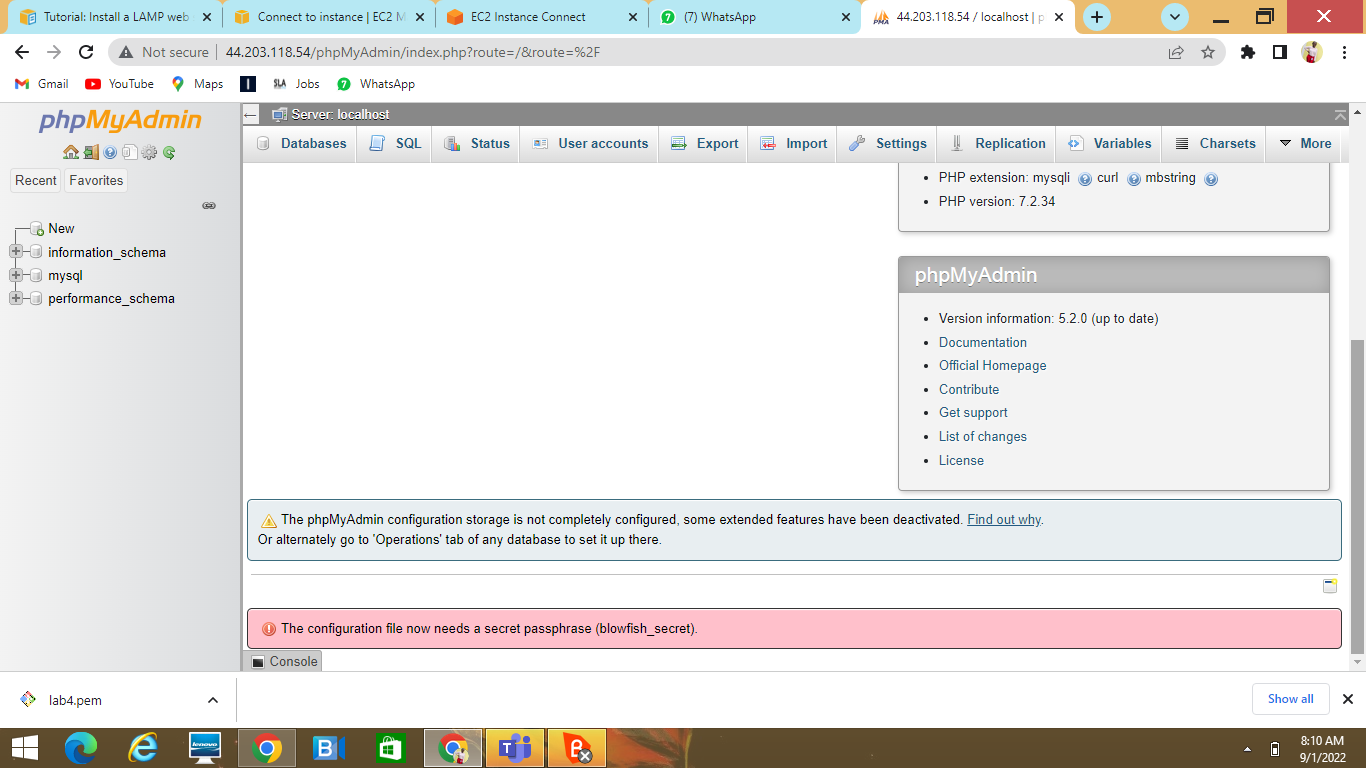 Tutorial: Install a LAMP web
Connect to instance | EC2 M
EC2 Instance Connect
(7) WhatsApp
44.203.118.54 / localhost | p
Not secure
44.203.118.54/phpMyAdmin/index.php?route=/&route=%2F
Gmail
YouTube
Maps
Jobs
WhatsApp
phpMyAdmin
Recent
Favorites
New
information_schema
mysql
performance_schema
Server: localhost
Databases
SQL
Status
User accounts
Export
Import
Settings
Replication
Variables
Charsets
More
PHP extension: mysqli curl mbstring
PHP version: 7.2.34
phpMyAdmin
Version information: 5.2.0 (up to date)
Documentation
Official Homepage
Contribute
Get support
List of changes
License
The phpMyAdmin configuration storage is not completely configured, some extended features have been deactivated. Find out why.
Or alternately go to 'Operations' tab of any database to set it up there.
The configuration file now needs a secret passphrase (blowfish_secret).
Console
lab4.pem
Show all
lenovo
8:10 AM
9/1/2022